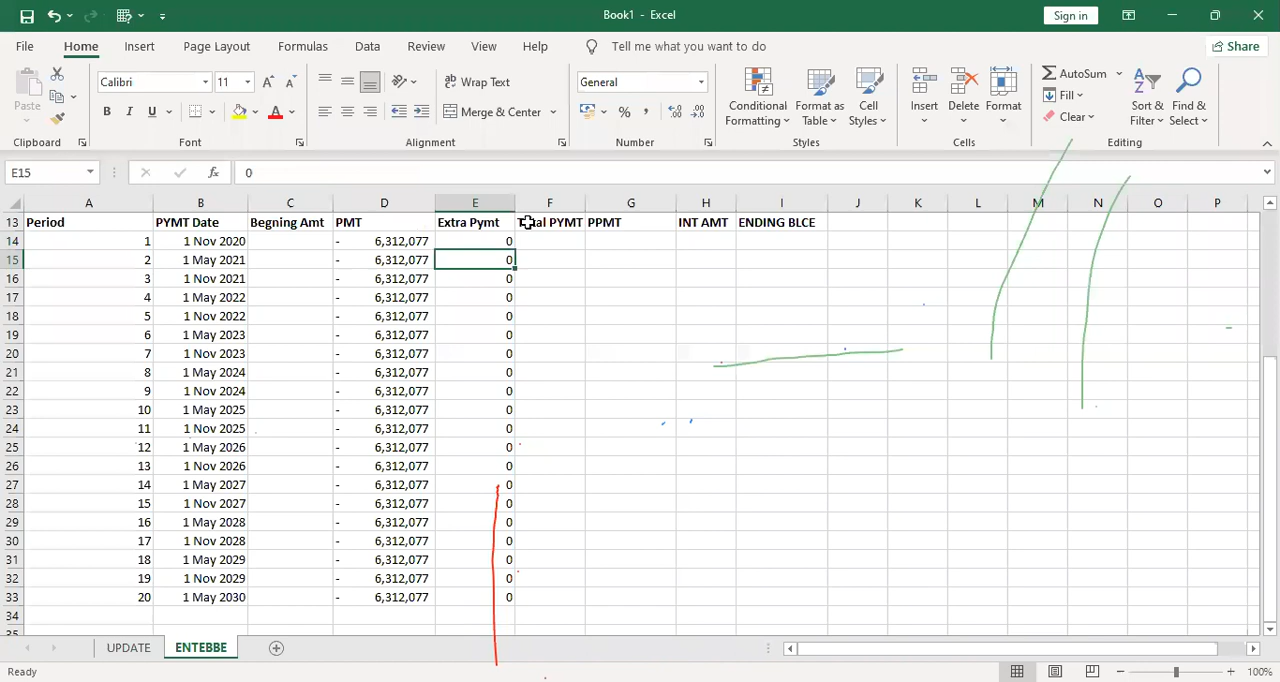 Book1 - Excel
Sign in
File Home Insert Page Layout Formulas Data Review View Help Tell me what you want to do Share
Paste
Calibri 11 A A
B I U A
Wrap Text
Merge & Center
General
%
Conditional Formatting
Format as Table
Cell Styles
Insert
Delete
Format
AutoSum
Fill
Clear
Sort & Filter
Find & Select
Clipboard Font Alignment Number Styles Cells Editing
E15 fx 0
A B C D E F G H I J K L M N O P
13 Period PYMT Date Begning Amt PMT Extra Pymt Total PYMT PPMT INT AMT ENDING BLCE
14 1 1 Nov 2020 - 6,312,077 0
15 2 1 May 2021 - 6,312,077 0
16 3 1 Nov 2021 - 6,312,077 0
17 4 1 May 2022 - 6,312,077 0
18 5 1 Nov 2022 - 6,312,077 0
19 6 1 May 2023 - 6,312,077 0
20 7 1 Nov 2023 - 6,312,077 0
21 8 1 May 2024 - 6,312,077 0
22 9 1 Nov 2024 - 6,312,077 0
23 10 1 May 2025 - 6,312,077 0
24 11 1 Nov 2025 - 6,312,077 0
25 12 1 May 2026 - 6,312,077 0
26 13 1 Nov 2026 - 6,312,077 0
27 14 1 May 2027 - 6,312,077 0
28 15 1 Nov 2027 - 6,312,077 0
29 16 1 May 2028 - 6,312,077 0
30 17 1 Nov 2028 - 6,312,077 0
31 18 1 May 2029 - 6,312,077 0
32 19 1 Nov 2029 - 6,312,077 0
33 20 1 May 2030 - 6,312,077 0
34
35
UPDATE ENTEBBE
Ready 100%